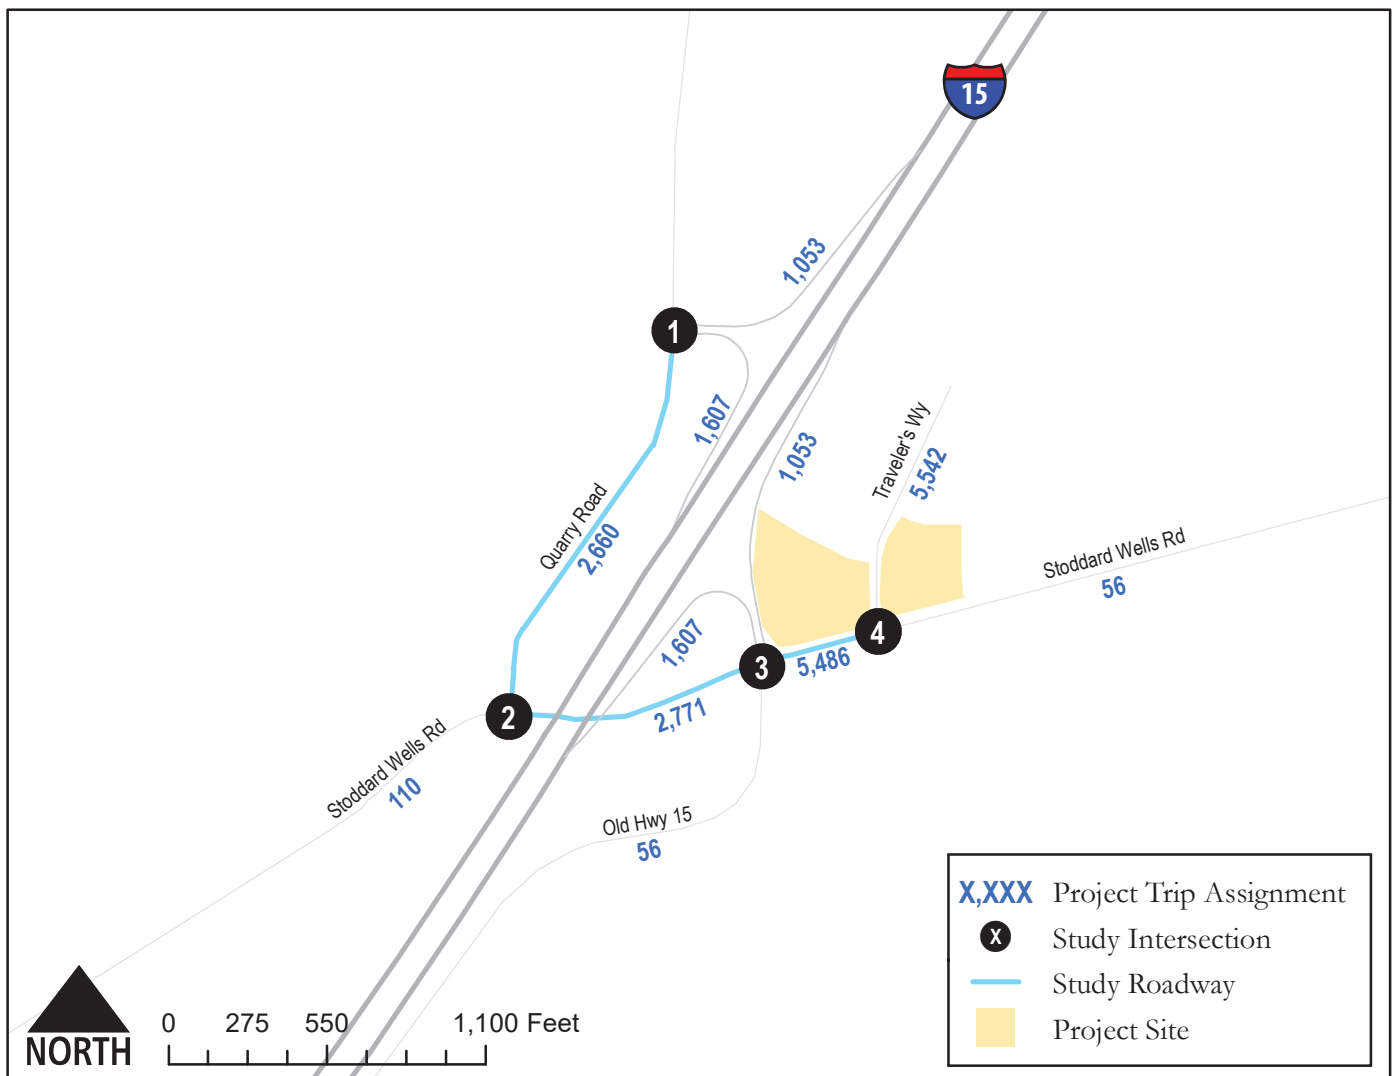 15
1,053
1
1,607
1,053
Traveler's Wy
5,542
Quarry Road
2,660
Stoddard Wells Rd
56
1,607
4
3
5,486
2
2,771
Stoddard Wells Rd
110
Old Hwy 15
56
X,XXX Project Trip Assignment
X Study Intersection
Study Roadway
Project Site
NORTH
0 275 550 1,100 Feet